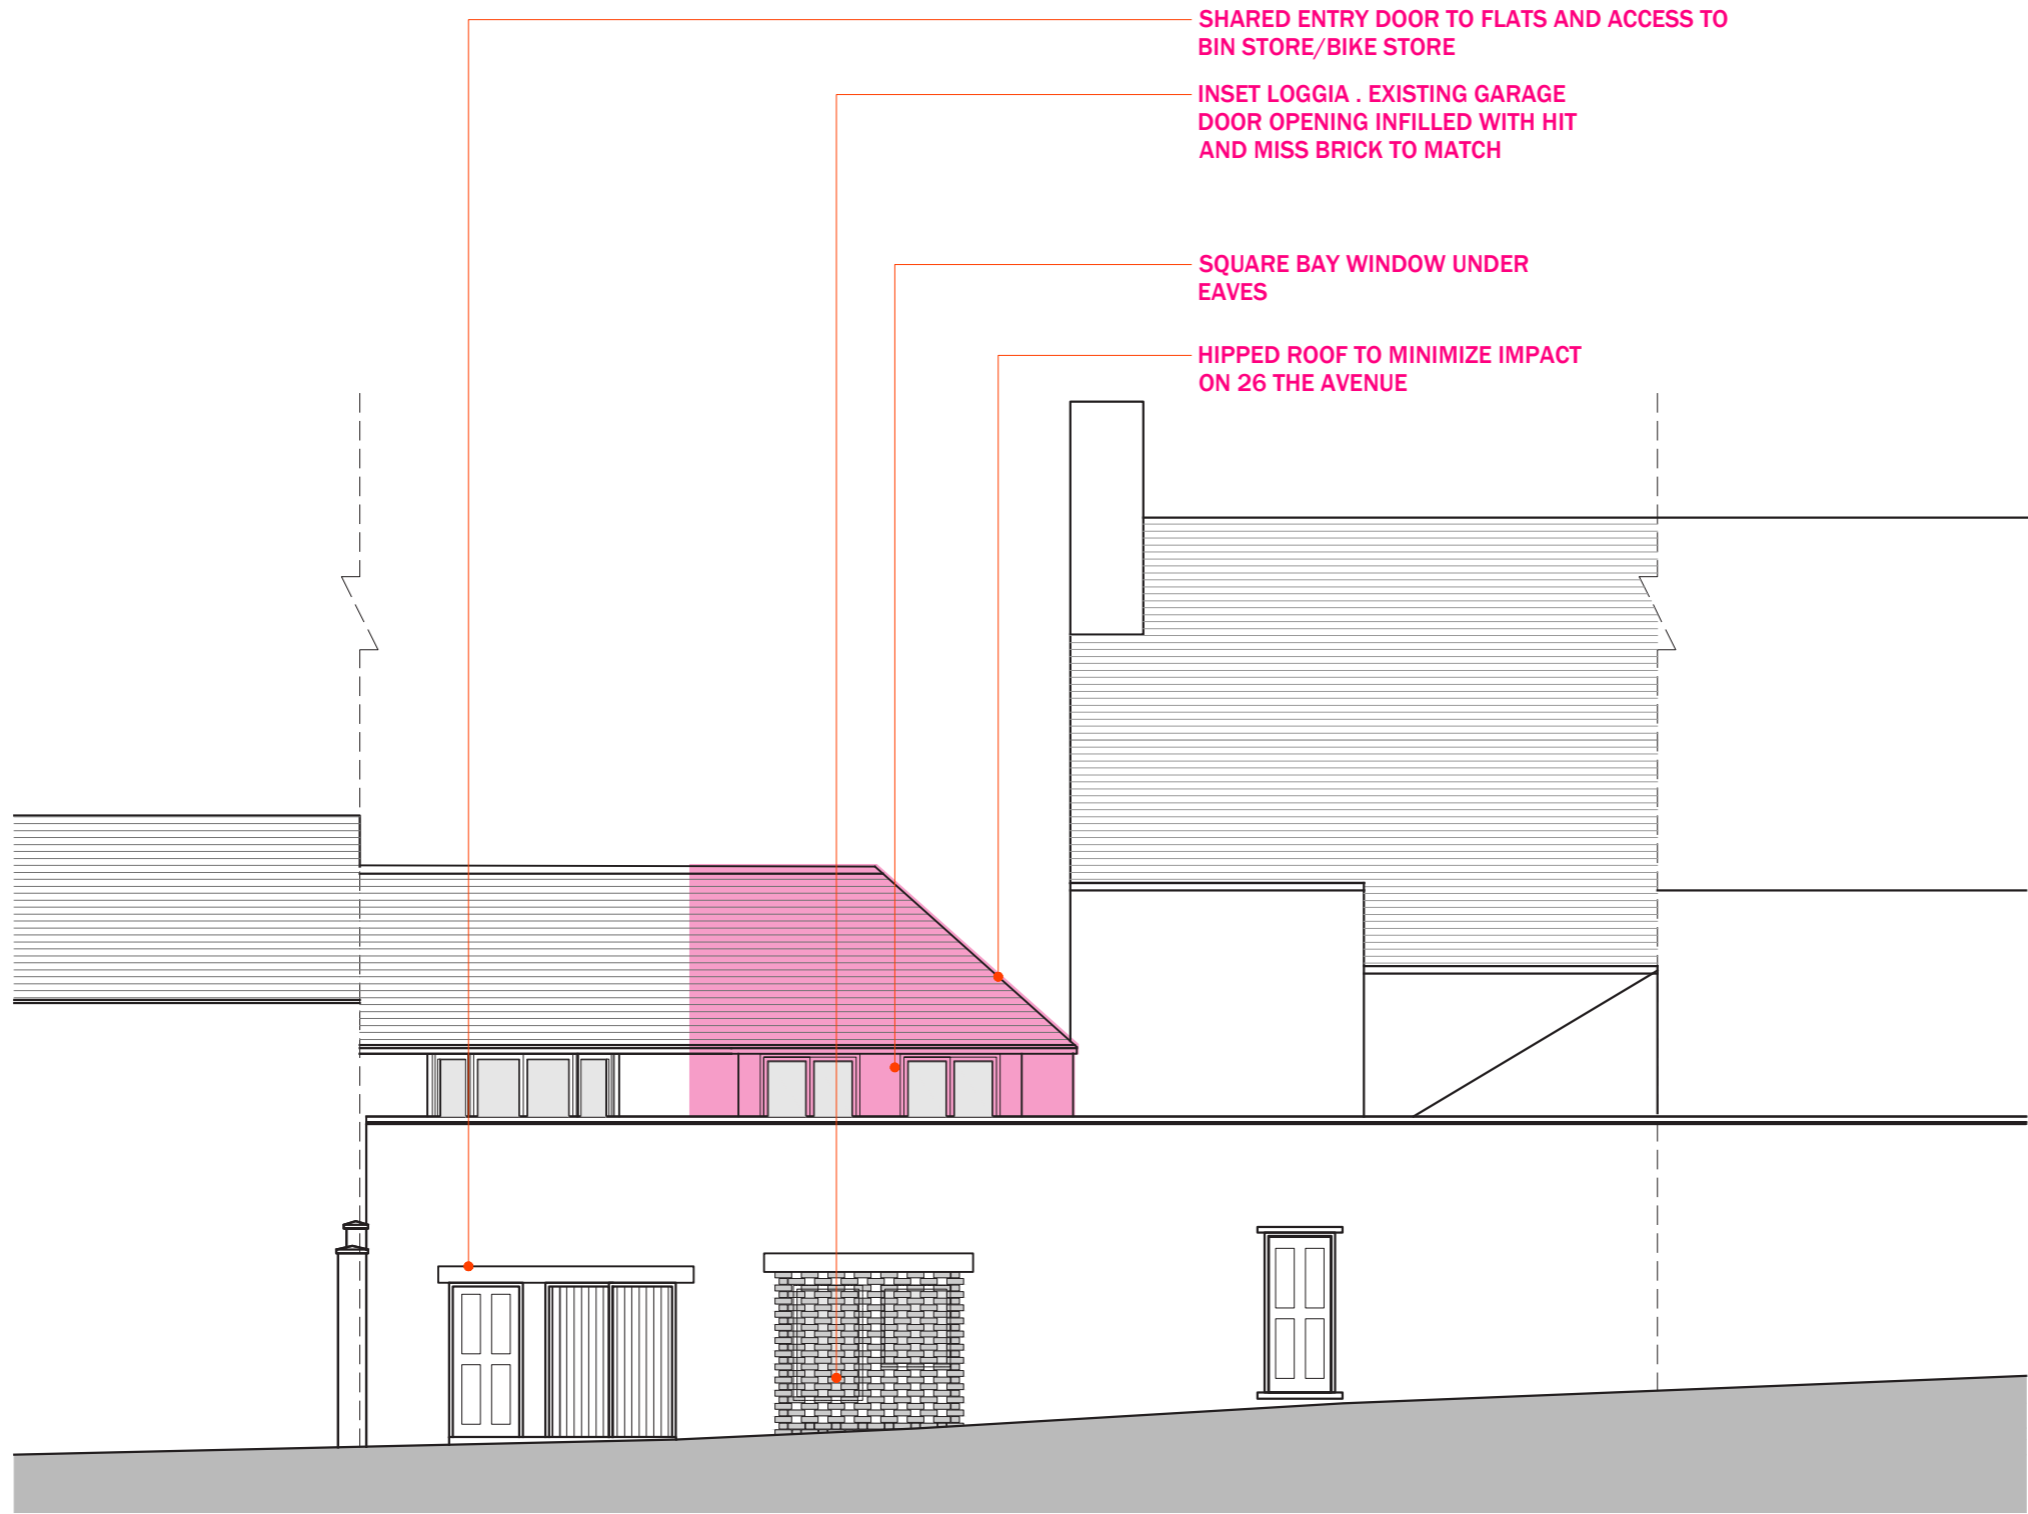 SHARED ENTRY DOOR TO FLATS AND ACCESS TO
BIN STORE/BIKE STORE
INSET LOGGIA . EXISTING GARAGE
DOOR OPENING INFILLED WITH HIT
AND MISS BRICK TO MATCH
SQUARE BAY WINDOW UNDER
EAVES
HIPPED ROOF TO MINIMIZE IMPACT
ON 26 THE AVENUE